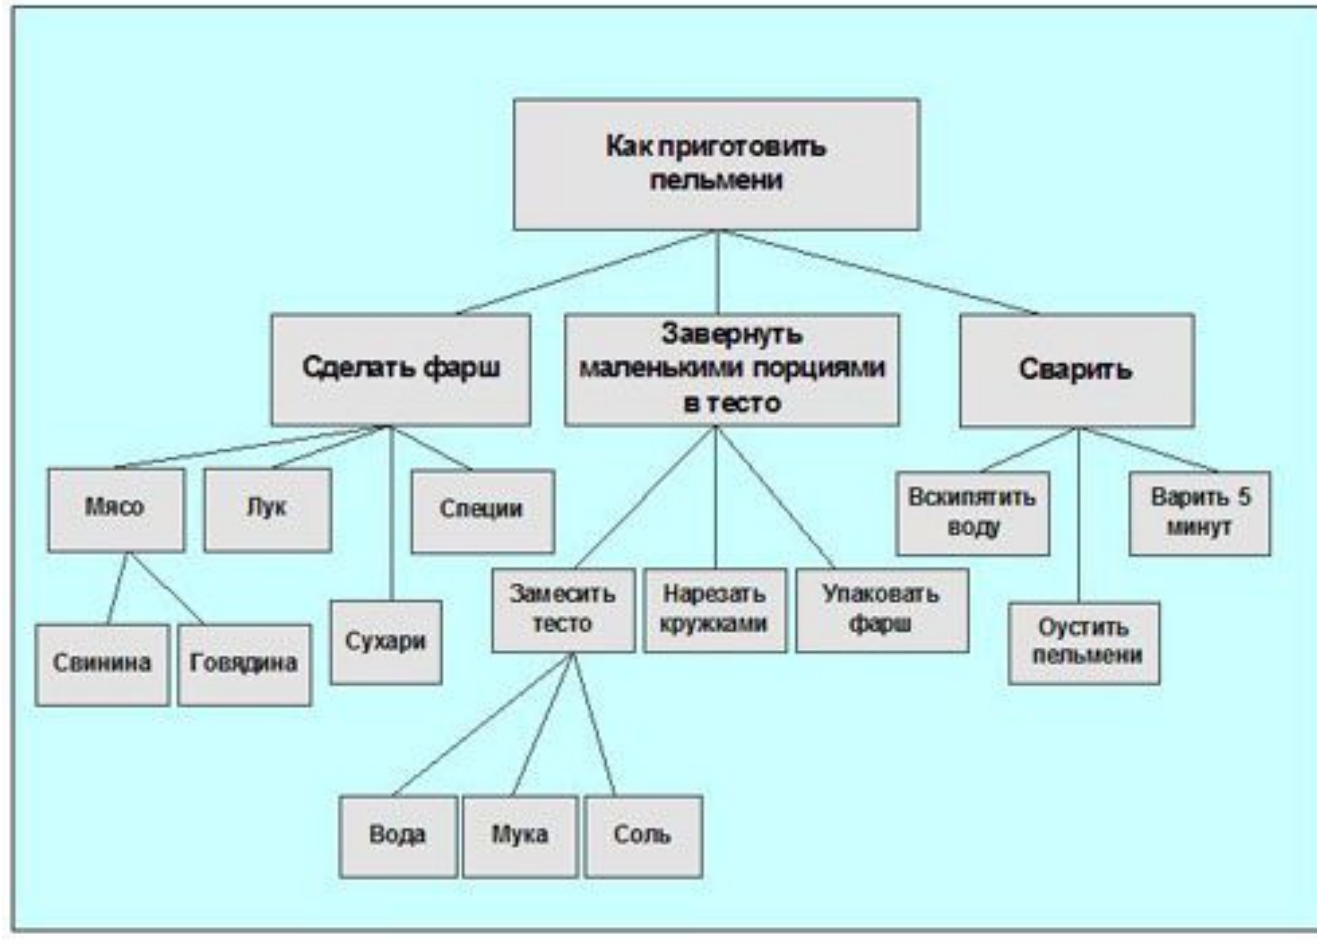 Как приготовить
пельмени
Сделать фарш
Завернуть
маленькими порциями
в тесто
Сварить
Мясо
Лук
Специи
Вскипятить
воду
Варить 5
минут
Замесить
тесто
Нарезать
кружками
Упаковать
фарш
Сухари
Оустить
пельмени
Свинина
Говядина
Вода
Мука
Соль